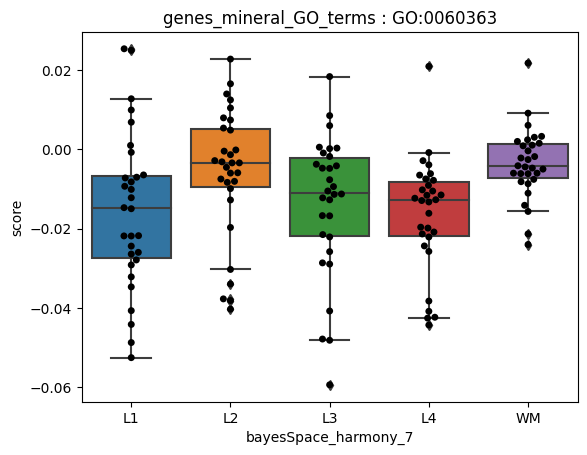 genes_mineral_GO_terms : GO:0060363
0.02
0.00
−0.02
−0.04
−0.06
score
L1 L2 L3 L4 WM
bayesSpace_harmony_7